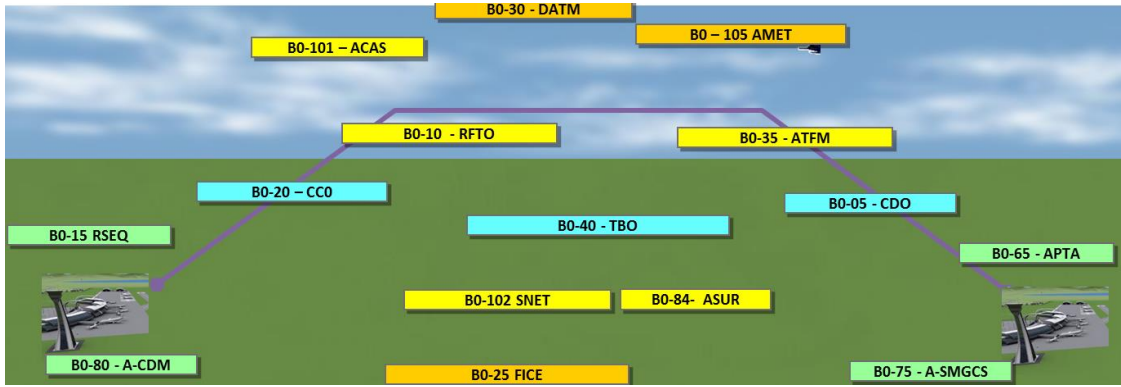 B0-30 - DATM
B0 – 105 AMET
B0-101 – ACAS
B0-10 - RFTO
B0-35 - ATFM
B0-20 – CC0
B0-05 - CDO
B0-40 - TBO
B0-15 RSEQ
B0-65 - APTA
B0-102 SNET
B0-84- ASUR
B0-80 - A-CDM
B0-25 FICE
B0-75 - A-SMGCS